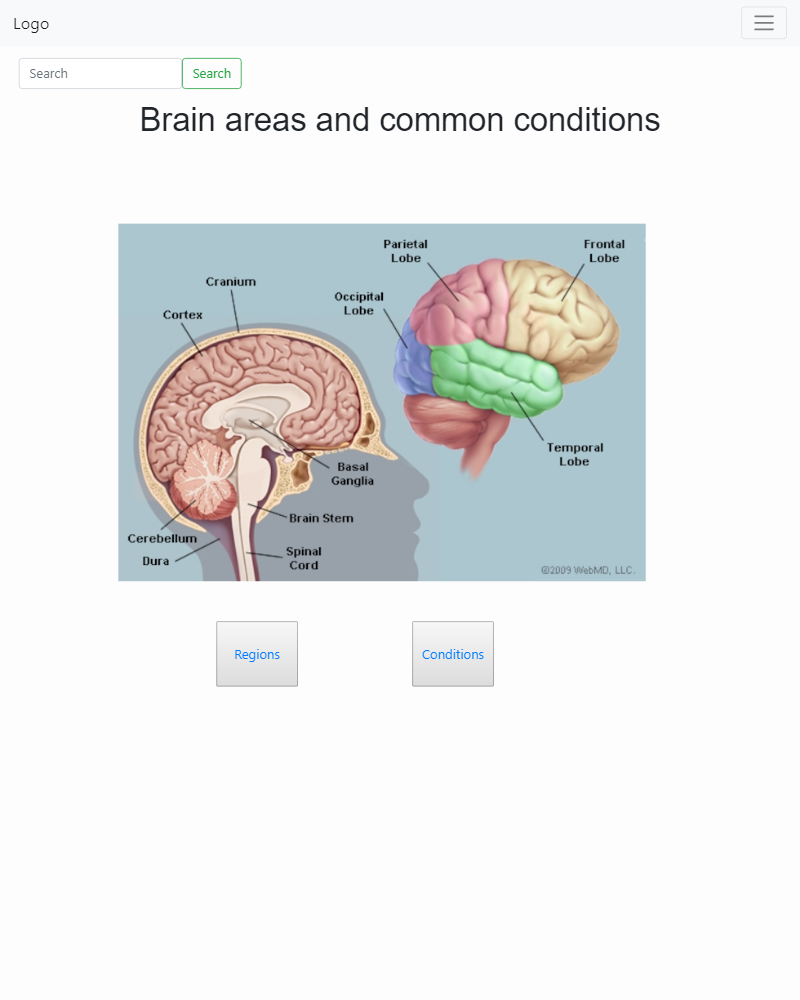 Logo
Search
Search
Brain areas and common conditions
Parietal
Lobe
Frontal
Lobe
Cranium
Occipital
Lobe
Cortex
Temporal
Lobe
Basal
Ganglia
Brain Stem
Cerebellum
Spinal
Cord
Dura
©2009 WebMD, LLC.
Regions
Conditions